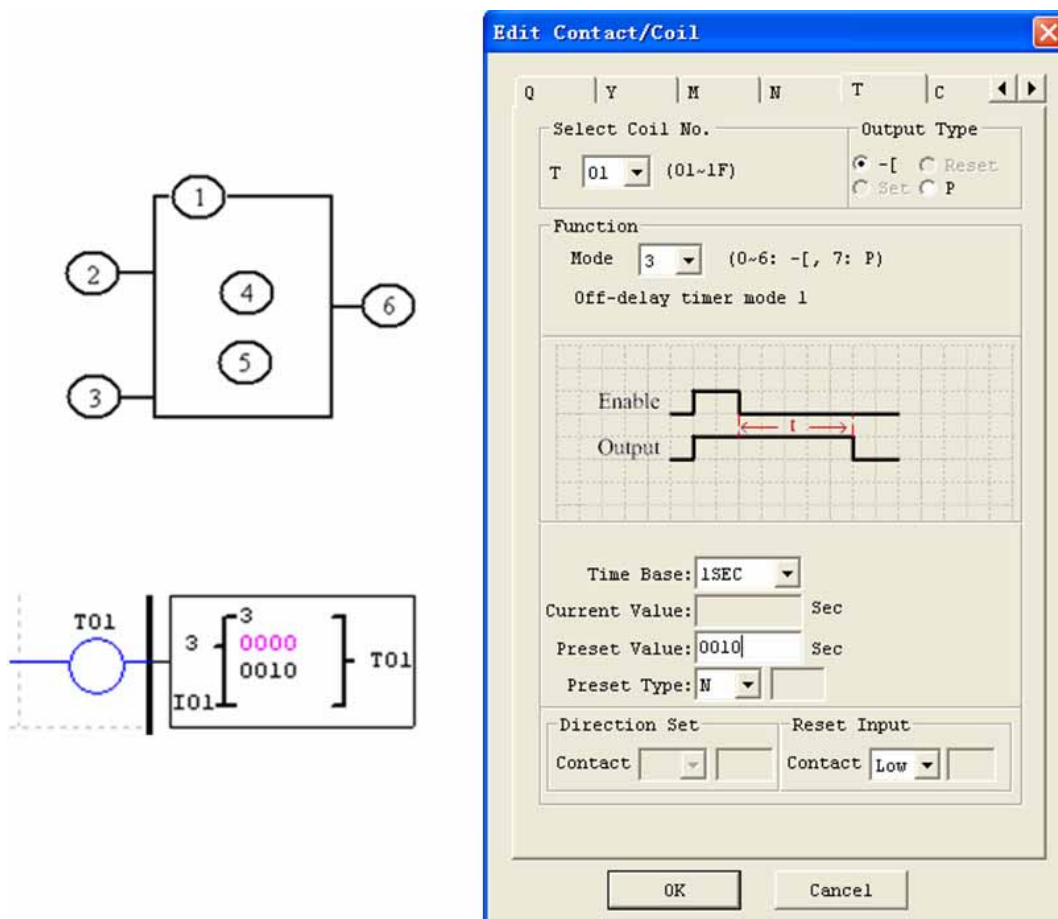 1
2
3
4
5
6
T01
3
3
0000
0010
I01
T01
Edit Contact/Coil
Q Y M N T C
Select Coil No.
T 01 (01~1F)
Output Type
-[ Reset
Set P
Function
Mode 3 (0~6: -[, 7: P)
Off-delay timer mode 1
Enable
t
Output
Time Base: 1SEC
Current Value: Sec
Preset Value: 0010 Sec
Preset Type: N
Direction Set
Contact
Reset Input
Contact Low
OK
Cancel